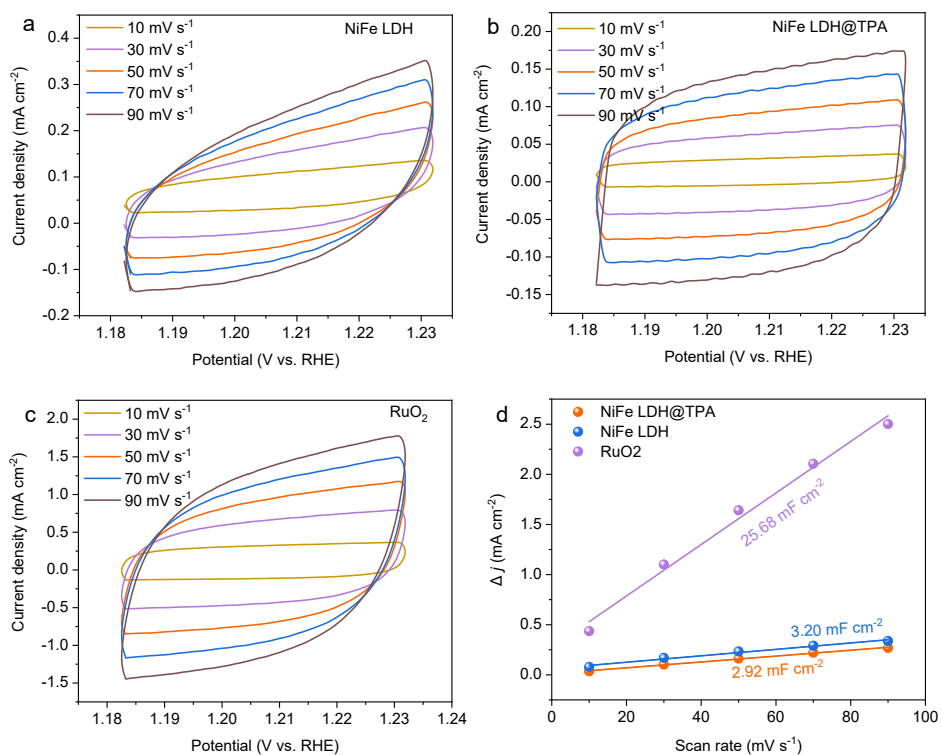 a
NiFe LDH
10 mV s⁻¹
30 mV s⁻¹
50 mV s⁻¹
70 mV s⁻¹
90 mV s⁻¹
0.4
0.3
0.2
0.1
0.0
-0.1
-0.2
1.18 1.19 1.20 1.21 1.22 1.23
Current density (mA cm⁻²)
Potential (V vs. RHE)
b
NiFe LDH@TPA
10 mV s⁻¹
30 mV s⁻¹
50 mV s⁻¹
70 mV s⁻¹
90 mV s⁻¹
0.20
0.15
0.10
0.05
0.00
-0.05
-0.10
-0.15
1.18 1.19 1.20 1.21 1.22 1.23
Current density (mA cm⁻²)
Potential (V vs. RHE)
c
RuO₂
10 mV s⁻¹
30 mV s⁻¹
50 mV s⁻¹
70 mV s⁻¹
90 mV s⁻¹
2.0
1.5
1.0
0.5
0.0
-0.5
-1.0
-1.5
1.18 1.19 1.20 1.21 1.22 1.23 1.24
Current density (mA cm⁻²)
Potential (V vs. RHE)
d
NiFe LDH@TPA
NiFe LDH
RuO2
2.5
2.0
1.5
1.0
0.5
0.0
25.68 mF cm⁻²
3.20 mF cm⁻²
2.92 mF cm⁻²
0 20 40 60 80 100
Δ j (mA cm⁻²)
Scan rate (mV s⁻¹)